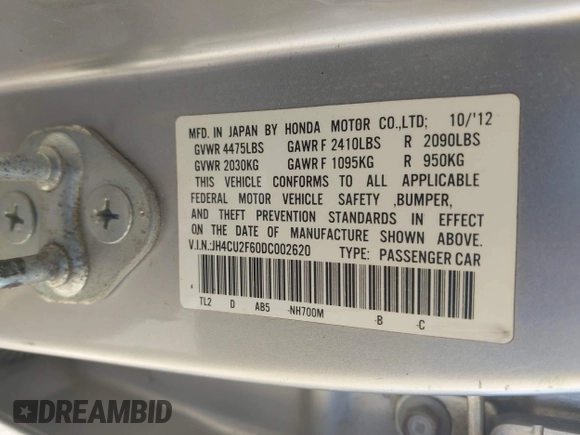 MFD. IN JAPAN BY HONDA MOTOR CO.,LTD; 10/'12
GVWR 4475LBS GAWR F 2410LBS R 2090LBS
GVWR 2030KG GAWR F 1095KG R 950KG
THIS VEHICLE CONFORMS TO ALL APPLICABLE
FEDERAL MOTOR VEHICLE SAFETY ,BUMPER,
AND THEFT PREVENTION STANDARDS IN EFFECT
ON THE DATE OF MANUFACTURE SHOWN ABOVE.
V.I.N.:JH4CU2F60DC002620 TYPE: PASSENGER CAR
TL2 D AB5 -NH700M -B -C
DREAMBID